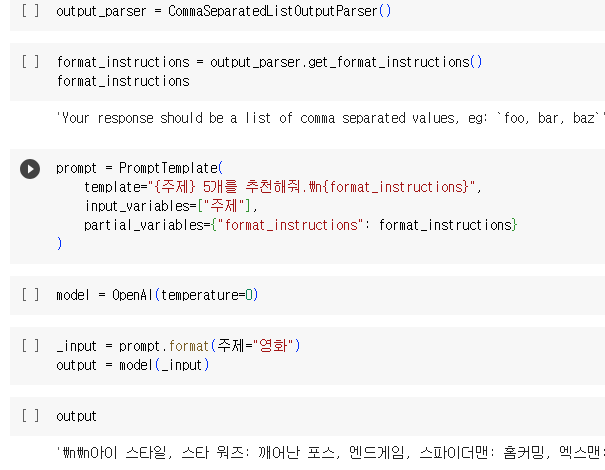 [ ] output_parser = CommaSeparatedListOutputParser()
[ ] format_instructions = output_parser.get_format_instructions()
format_instructions
'Your response should be a list of comma separated values, eg: `foo, bar, baz`'
prompt = PromptTemplate(
template="{주제} 5개를 추천해줘.₩n{format_instructions}",
input_variables=["주제"],
partial_variables={"format_instructions": format_instructions}
)
[ ] model = OpenAI(temperature=0)
[ ] _input = prompt.format(주제="영화")
output = model(_input)
[ ] output
'₩n₩n아이 스타일, 스타 워즈: 깨어난 포스, 엔드게임, 스파이더맨: 홈커밍, 엑스맨: